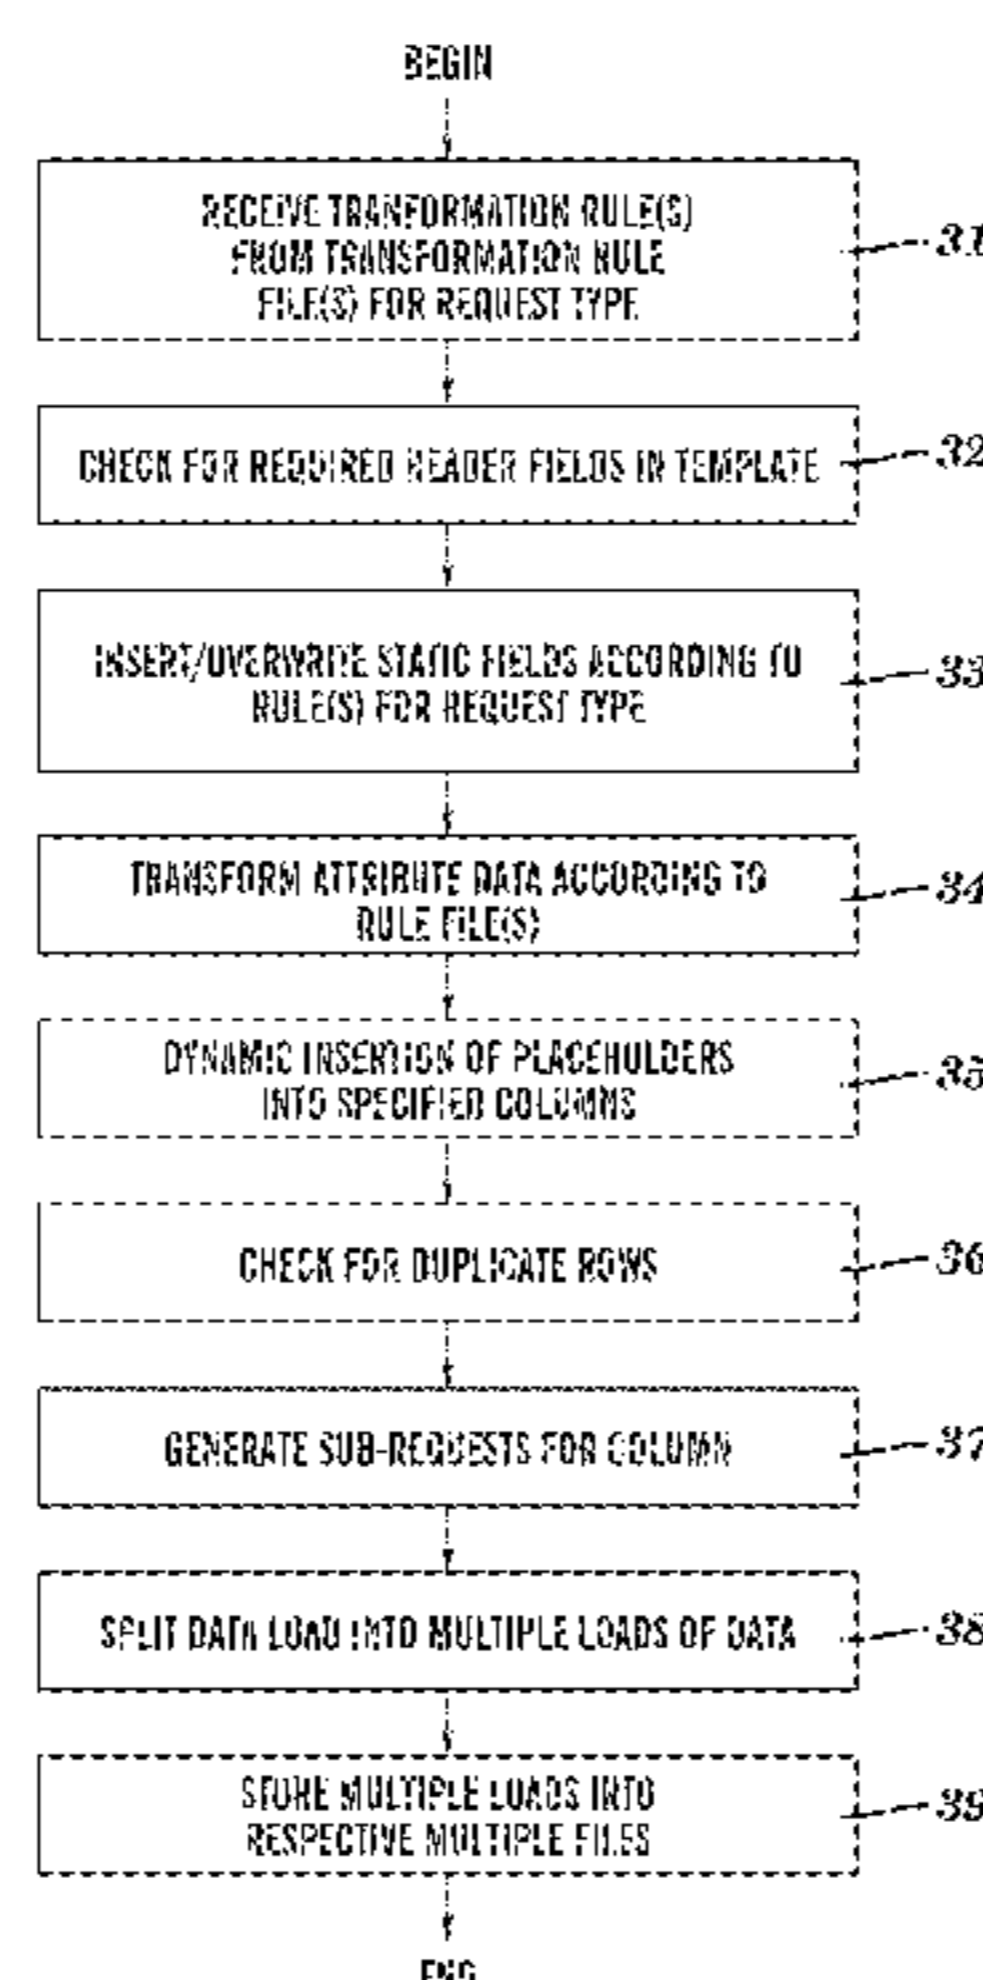 BEGIN
RECEIVE TRANFORMATION RULE(S)
FROM TRANSFORMATION RULE
FILE(S) FOR REQUEST TYPE
31
CHECK FOR REQUIRED HEADER FIELDS IN TEMPLATE
32
INSERT/OVERWRITE STATIC FIELDS ACCORDING TO
RULE(S) FOR REQUEST TYPE
33
TRANSFORM ATTRIBUTE DATA ACCORDING TO
RULE FILE(S)
34
DYNAMIC INSERTION OF PLACEHOLDERS
INTO SPECIFIED COLUMNS
35
CHECK FOR DUPLICATE ROWS
36
GENERATE SUB-REQUESTS FOR COLUMN
37
SPLIT DATA LOAD INTO MULTIPLE LOADS OF DATA
38
STORE MULTIPLE LOADS INTO
RESPECTIVE MULTIPLE FILES
39
END